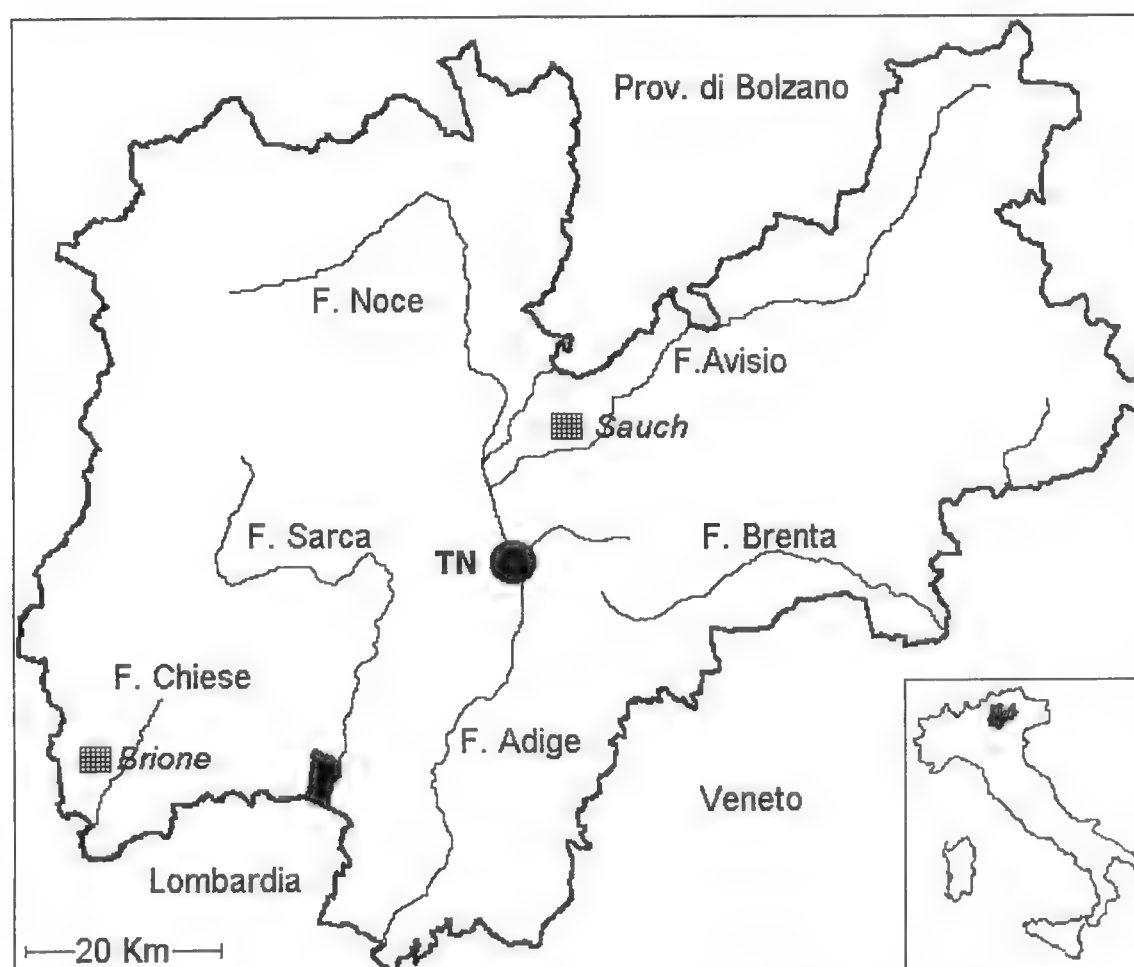 Prov. di Bolzano
F. Noce
F.Avisio
Sauch
F. Sarca
TN
F. Brenta
F. Chiese
Brione
F. Adige
Veneto
Lombardia
20 Km